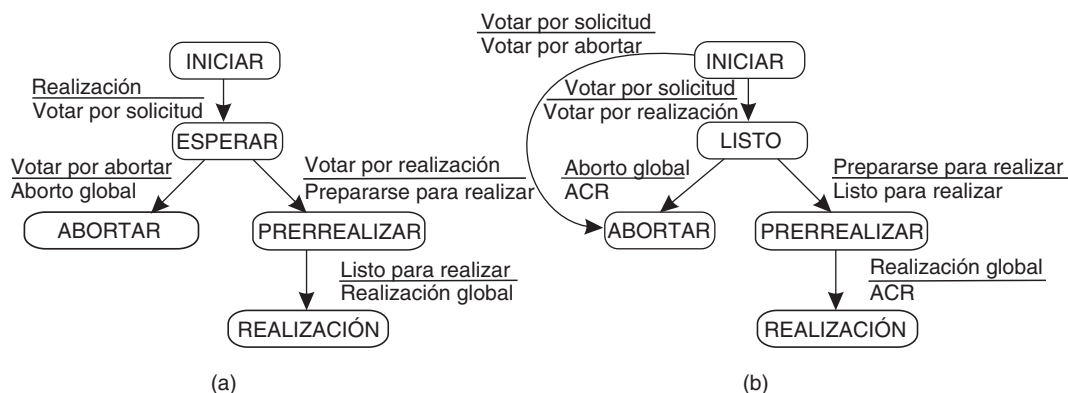 INICIAR
Realización
Votar por solicitud
ESPERAR
Votar por abortar
Aborto global
Votar por realización
Prepararse para realizar
ABORTAR
PRERREALIZAR
Listo para realizar
Realización global
REALIZACIÓN
(a)
Votar por solicitud
Votar por abortar
INICIAR
Votar por solicitud
Votar por realización
LISTO
Aborto global
ACR
Prepararse para realizar
Listo para realizar
ABORTAR
PRERREALIZAR
Realización global
ACR
REALIZACIÓN
(b)